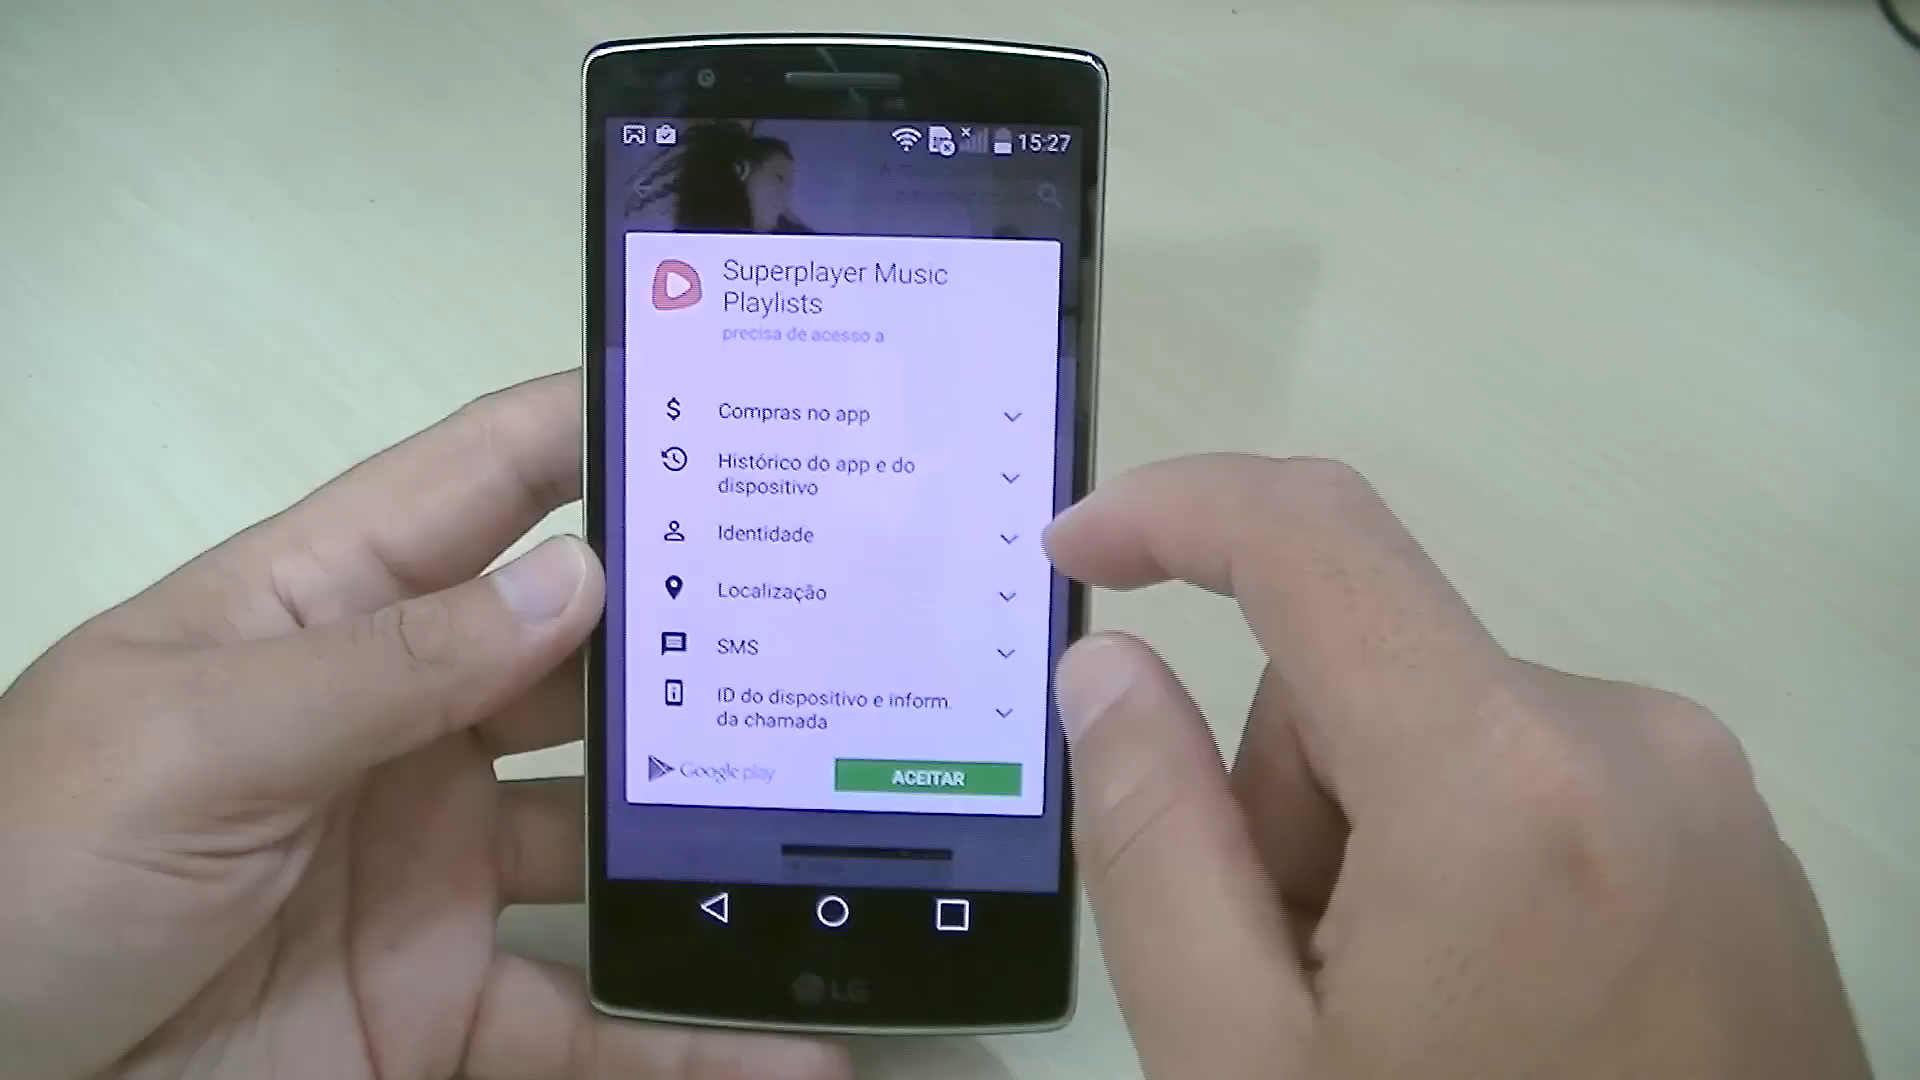 15:27
Superplayer Music
Playlists
precisa de acesso a
Compras no app
Histórico do app e do
dispositivo
Identidade
Localização
SMS
ID do dispositivo e inform.
da chamada
Google play
ACEITAR
LG